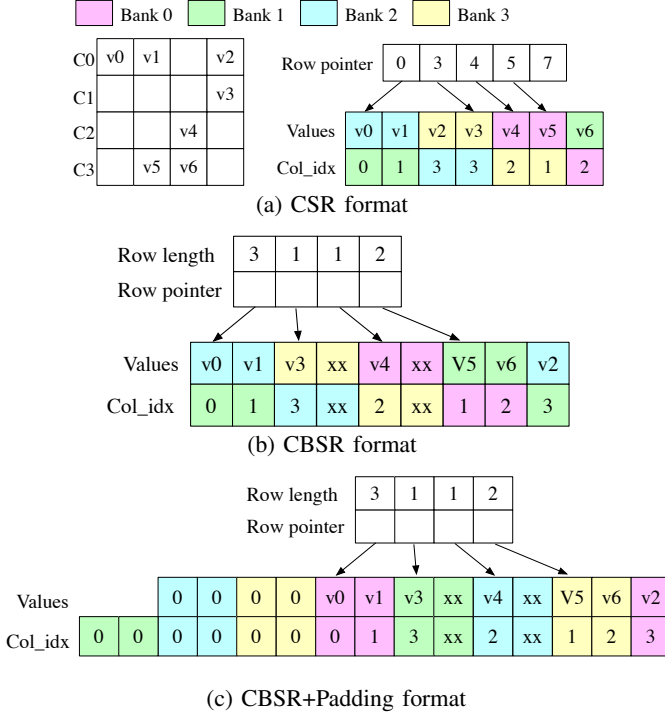 Bank 0 Bank 1 Bank 2 Bank 3
C0 v0 v1 v2
C1 v3
C2 v4
C3 v5 v6
Row pointer 0 3 4 5 7
Values v0 v1 v2 v3 v4 v5 v6
Col_idx 0 1 3 3 2 1 2
(a) CSR format
Row length 3 1 1 2
Row pointer
Values v0 v1 v3 xx v4 xx V5 v6 v2
Col_idx 0 1 3 xx 2 xx 1 2 3
(b) CBSR format
Row length 3 1 1 2
Row pointer
Values 0 0 0 0 v0 v1 v3 xx v4 xx V5 v6 v2
Col_idx 0 0 0 0 0 0 0 1 3 xx 2 xx 1 2 3
(c) CBSR+Padding format